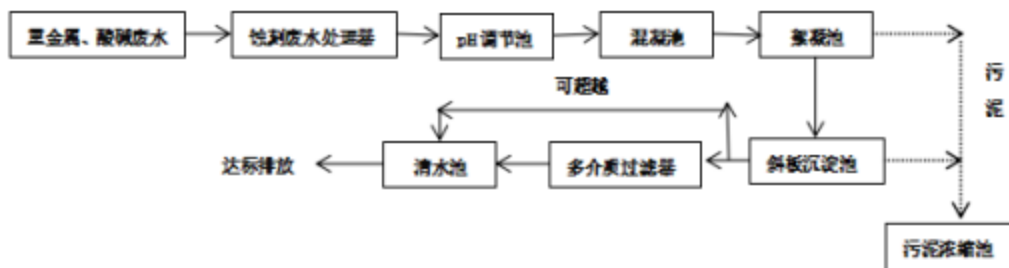 重金属、酸碱废水
蚀刻废水处理器
pH调节池
混凝池
絮凝池
污
泥
可超越
达标排放
清水池
多介质过滤器
斜板沉淀池
污泥浓缩池